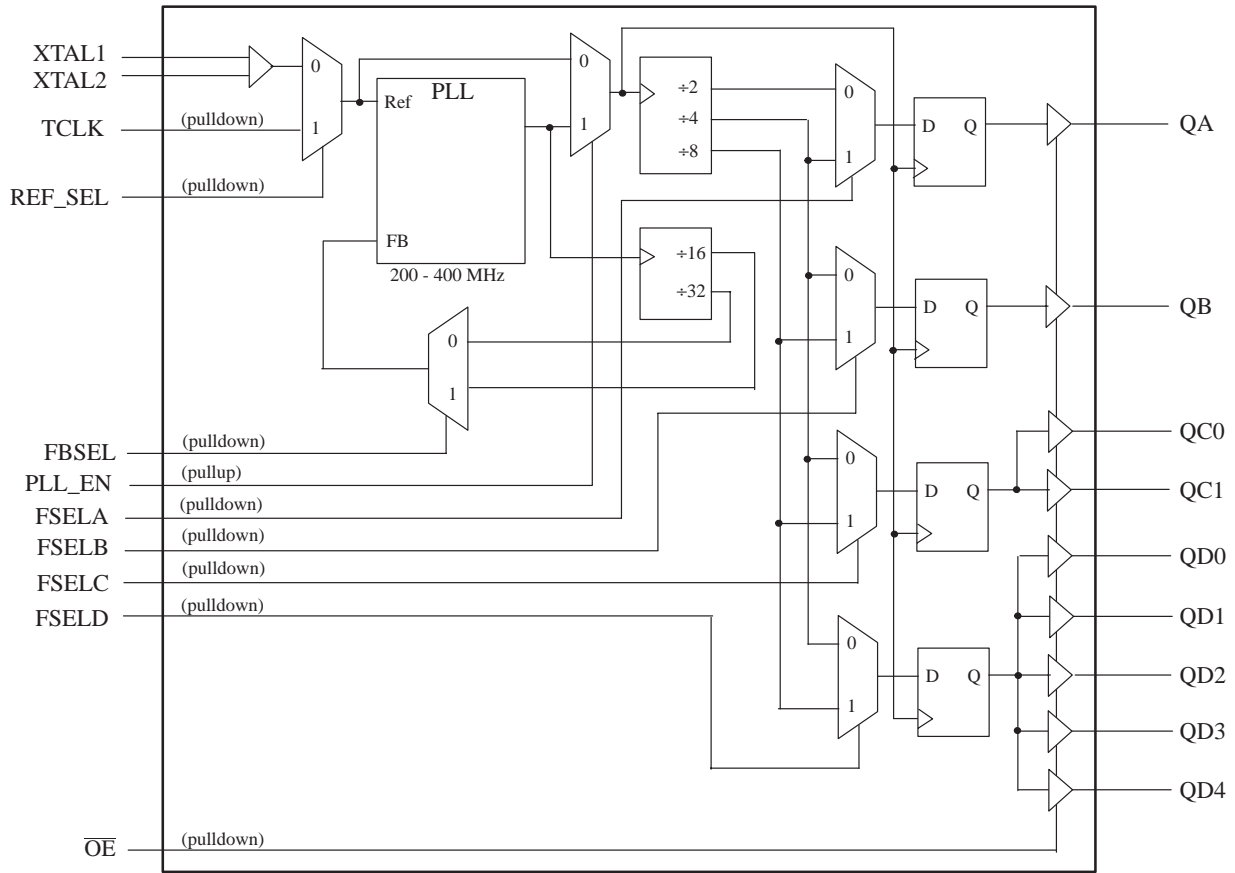 XTAL1
XTAL2
TCLK
(pulldown)
REF_SEL
(pulldown)
0
1
Ref
PLL
FB
200 - 400 MHz
0
1
÷2
÷4
÷8
÷16
÷32
0
1
FBSEL
(pulldown)
PLL_EN
(pullup)
FSELA
(pulldown)
FSELB
(pulldown)
FSELC
(pulldown)
FSELD
(pulldown)
OE
(pulldown)
0
1
D Q
QA
0
1
D Q
QB
0
1
D Q
QC0
QC1
0
1
D Q
QD0
QD1
QD2
QD3
QD4